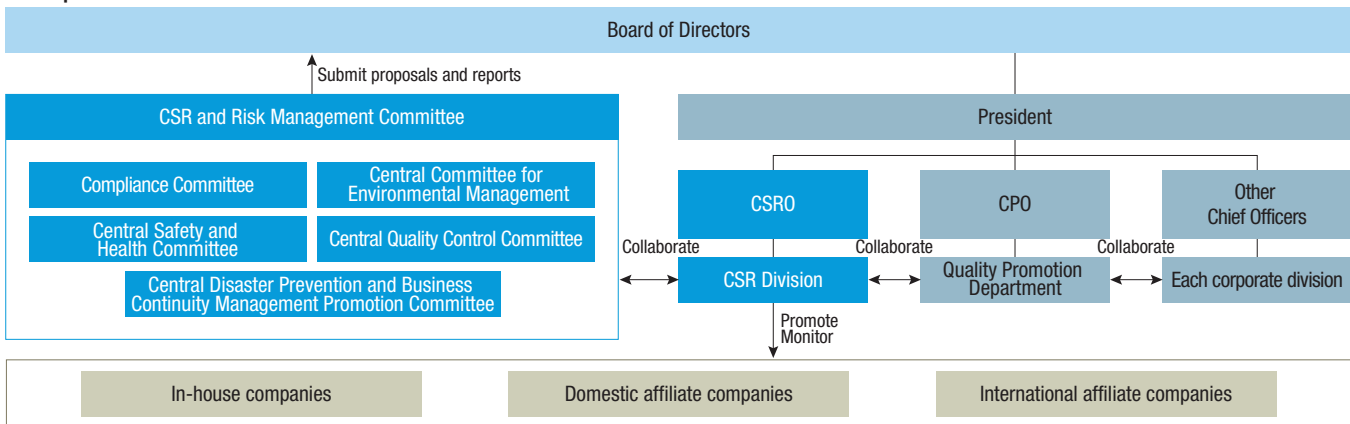 Board of Directors
Submit proposals and reports
CSR and Risk Management Committee
President
Compliance Committee
Central Committee for
Environmental Management
Central Safety and
Health Committee
Central Quality Control Committee
Central Disaster Prevention and Business
Continuity Management Promotion Committee
CSRO
CPO
Other
Chief Officers
Collaborate
Collaborate
Collaborate
CSR Division
Quality Promotion
Department
Each corporate division
Promote
Monitor
In-house companies
Domestic affiliate companies
International affiliate companies